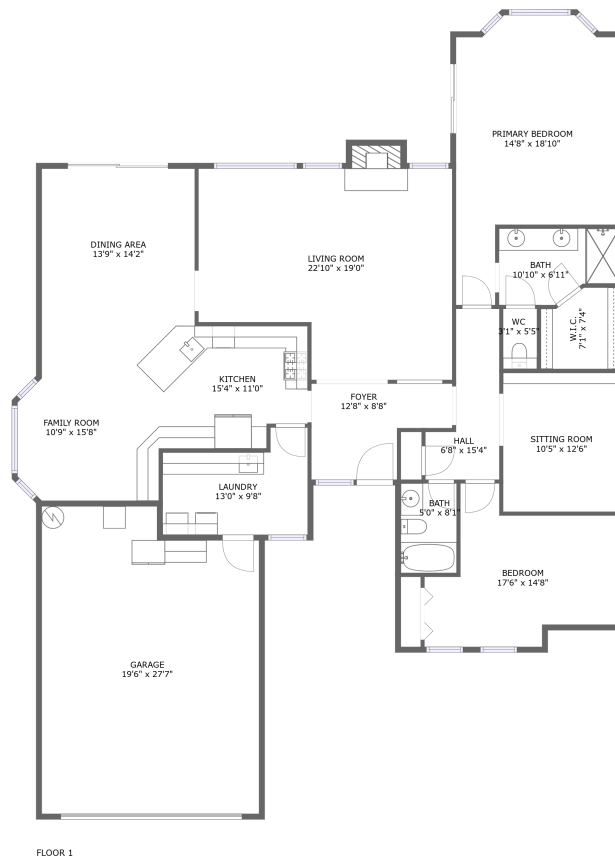 PRIMARY BEDROOM
14'8" x 18'10"
DINING AREA
13'9" x 14'2"
LIVING ROOM
22'10" x 19'0"
BATH
10'10" x 6'11"
WC
3'1" x 5'5"
W.I.C.
7'1" x 7'4"
KITCHEN
15'4" x 11'0"
FOYER
12'8" x 8'8"
FAMILY ROOM
10'9" x 15'8"
HALL
6'8" x 15'4"
SITTING ROOM
10'5" x 12'6"
LAUNDRY
13'0" x 9'8"
BATH
5'0" x 8'1"
BEDROOM
17'6" x 14'8"
GARAGE
19'6" x 27'7"
FLOOR 1